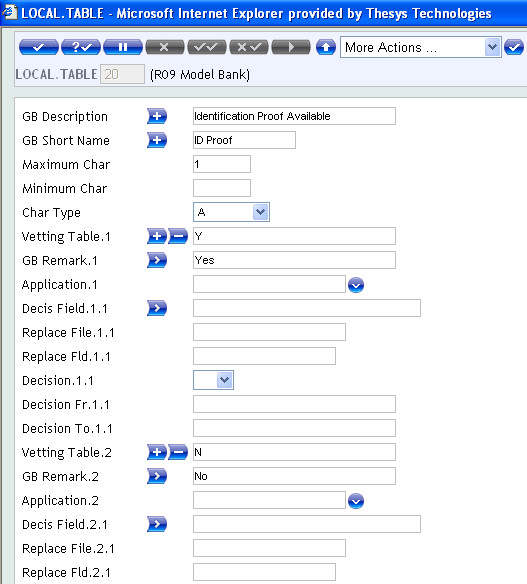 LOCAL.TABLE - Microsoft Internet Explorer provided by Thesys Technologies
More Actions ...
LOCAL.TABLE 20 (R09 Model Bank)
GB Description Identification Proof Available
GB Short Name ID Proof
Maximum Char 1
Minimum Char
Char Type A
Vetting Table.1 Y
GB Remark.1 Yes
Application.1
Decis Field.1.1
Replace File.1.1
Replace Fld.1.1
Decision.1.1
Decision Fr.1.1
Decision To.1.1
Vetting Table.2 N
GB Remark.2 No
Application.2
Decis Field.2.1
Replace File.2.1
Replace Fld.2.1